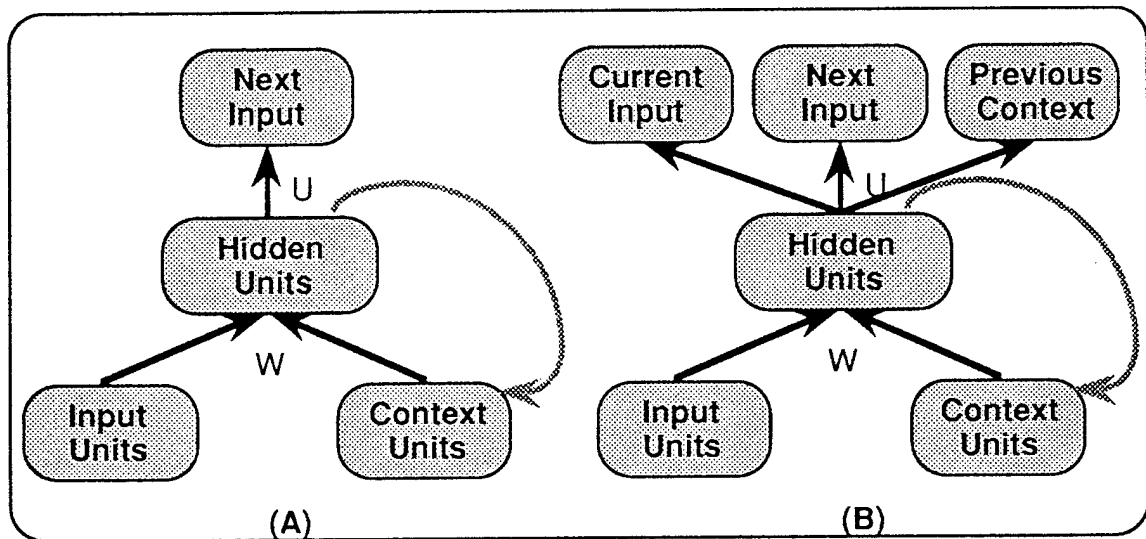 Next
Input
U
Hidden
Units
W
Input
Units
Context
Units
(A)
Current
Input
Next
Input
Previous
Context
U
Hidden
Units
W
Input
Units
Context
Units
(B)